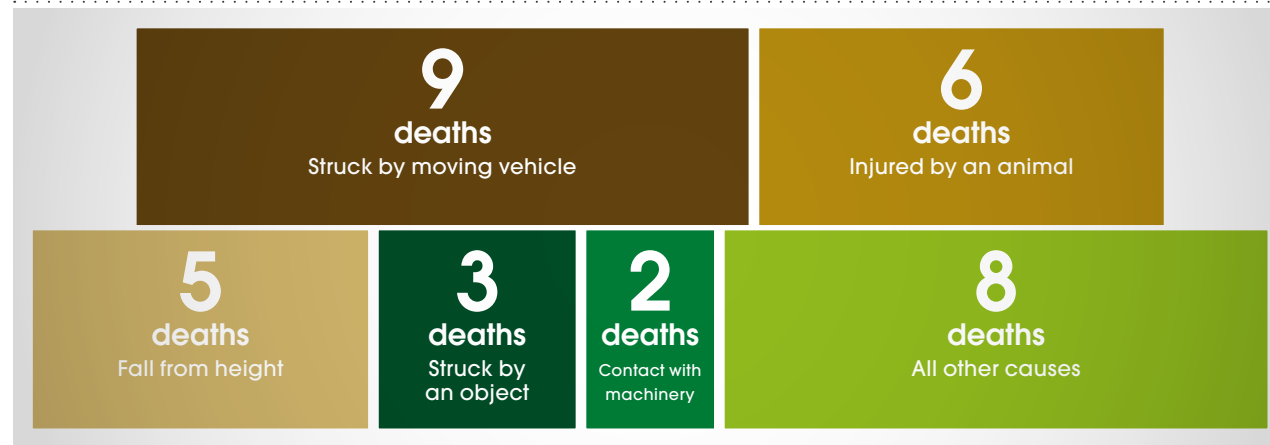 9
deaths
Struck by moving vehicle
6
deaths
Injured by an animal
5
deaths
Fall from height
3
deaths
Struck by
an object
2
deaths
Contact with
machinery
8
deaths
All other causes